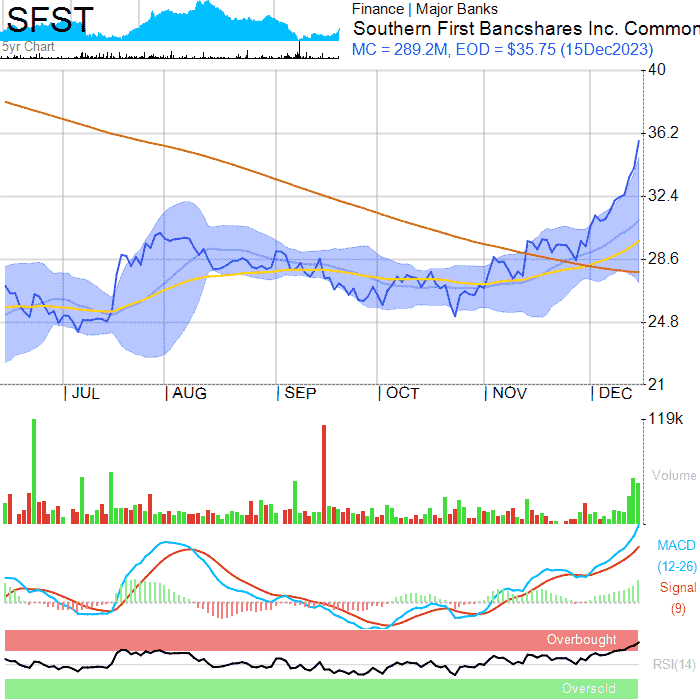 SFST
5yr Chart
Finance | Major Banks
Southern First Bancshares Inc. Common
MC = 289.2M, EOD = $35.75 (15Dec2023)
40
36.2
32.4
28.6
24.8
21
| JUL | AUG | SEP | OCT | NOV | DEC
119k
Volume
MACD
(12-26)
Signal
(9)
Overbought
RSI(14)
Oversold